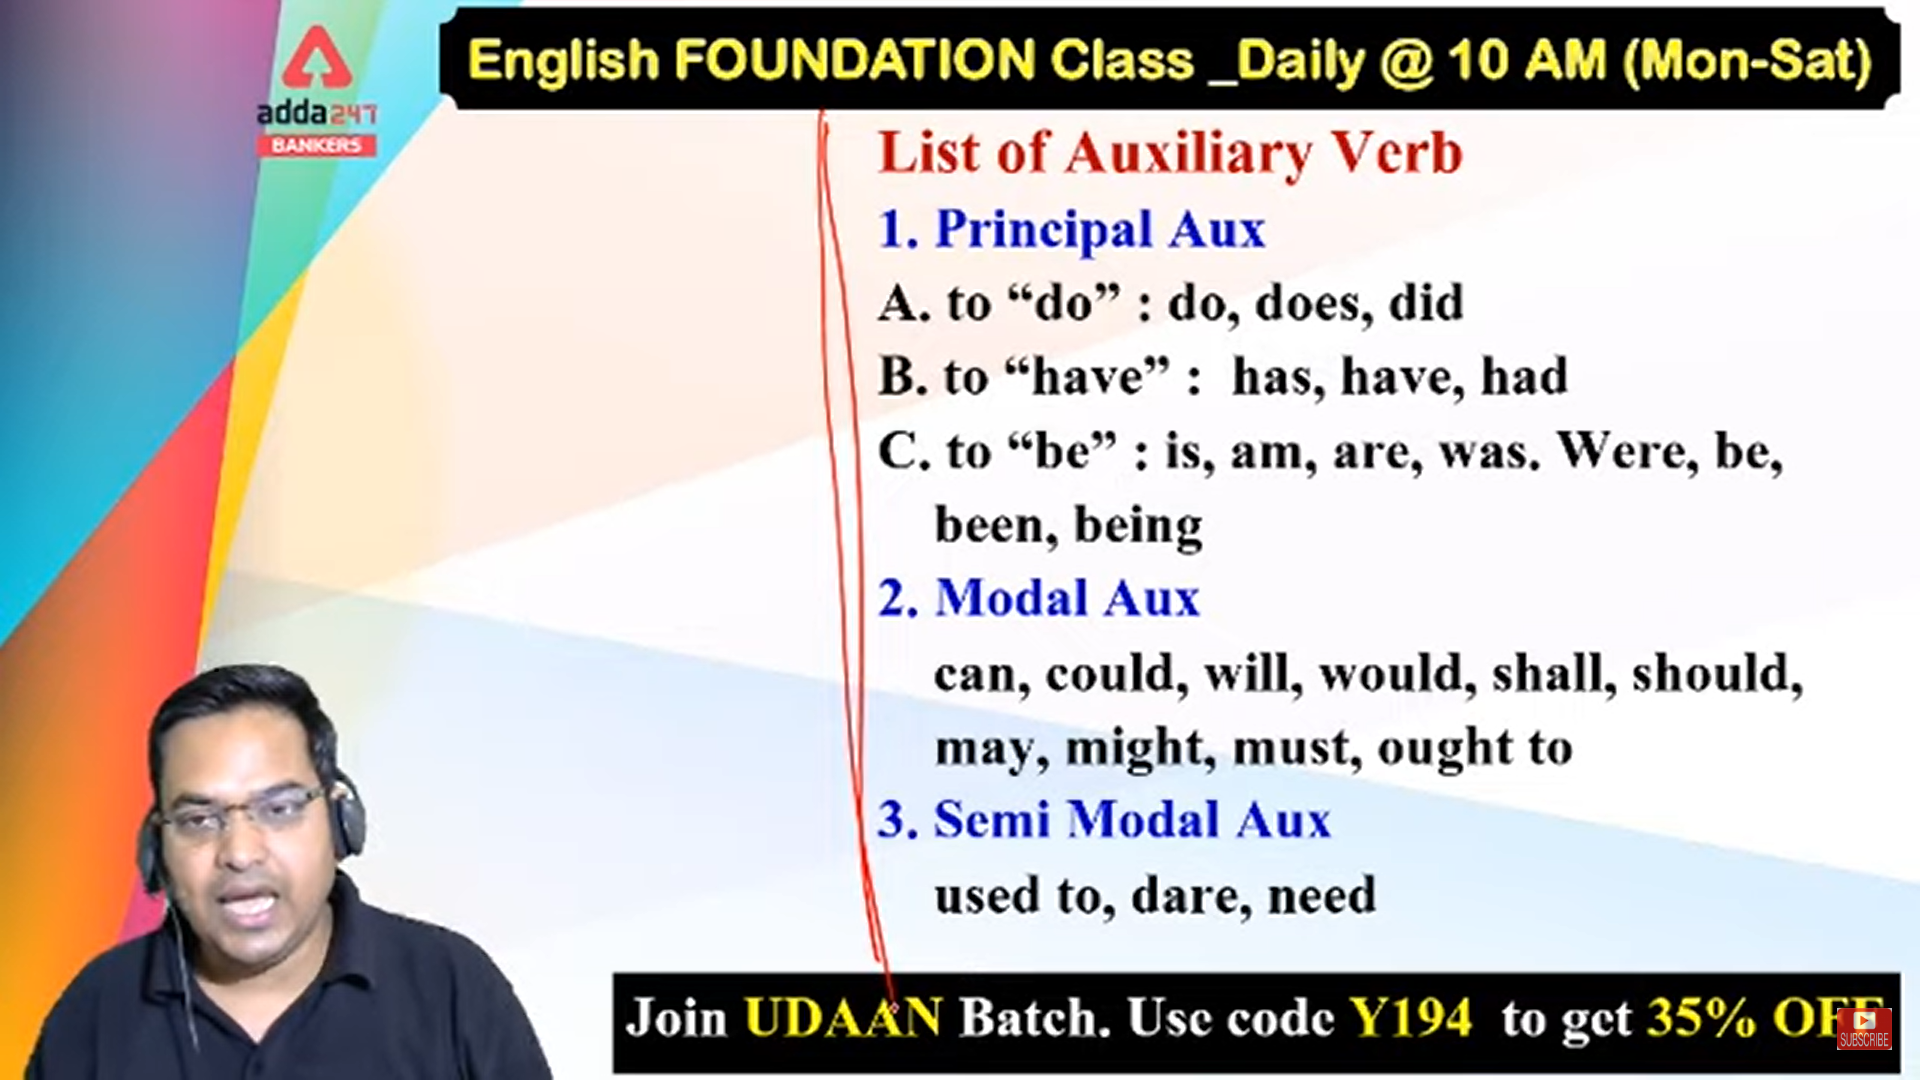 English FOUNDATION Class _Daily @ 10 AM (Mon-Sat)
adda247
BANKERS
List of Auxiliary Verb
1. Principal Aux
A. to “do” : do, does, did
B. to “have” : has, have, had
C. to “be” : is, am, are, was. Were, be,
been, being
2. Modal Aux
can, could, will, would, shall, should,
may, might, must, ought to
3. Semi Modal Aux
used to, dare, need
Join UDAAN Batch. Use code Y194 to get 35% OFF
SUBSCRIBE